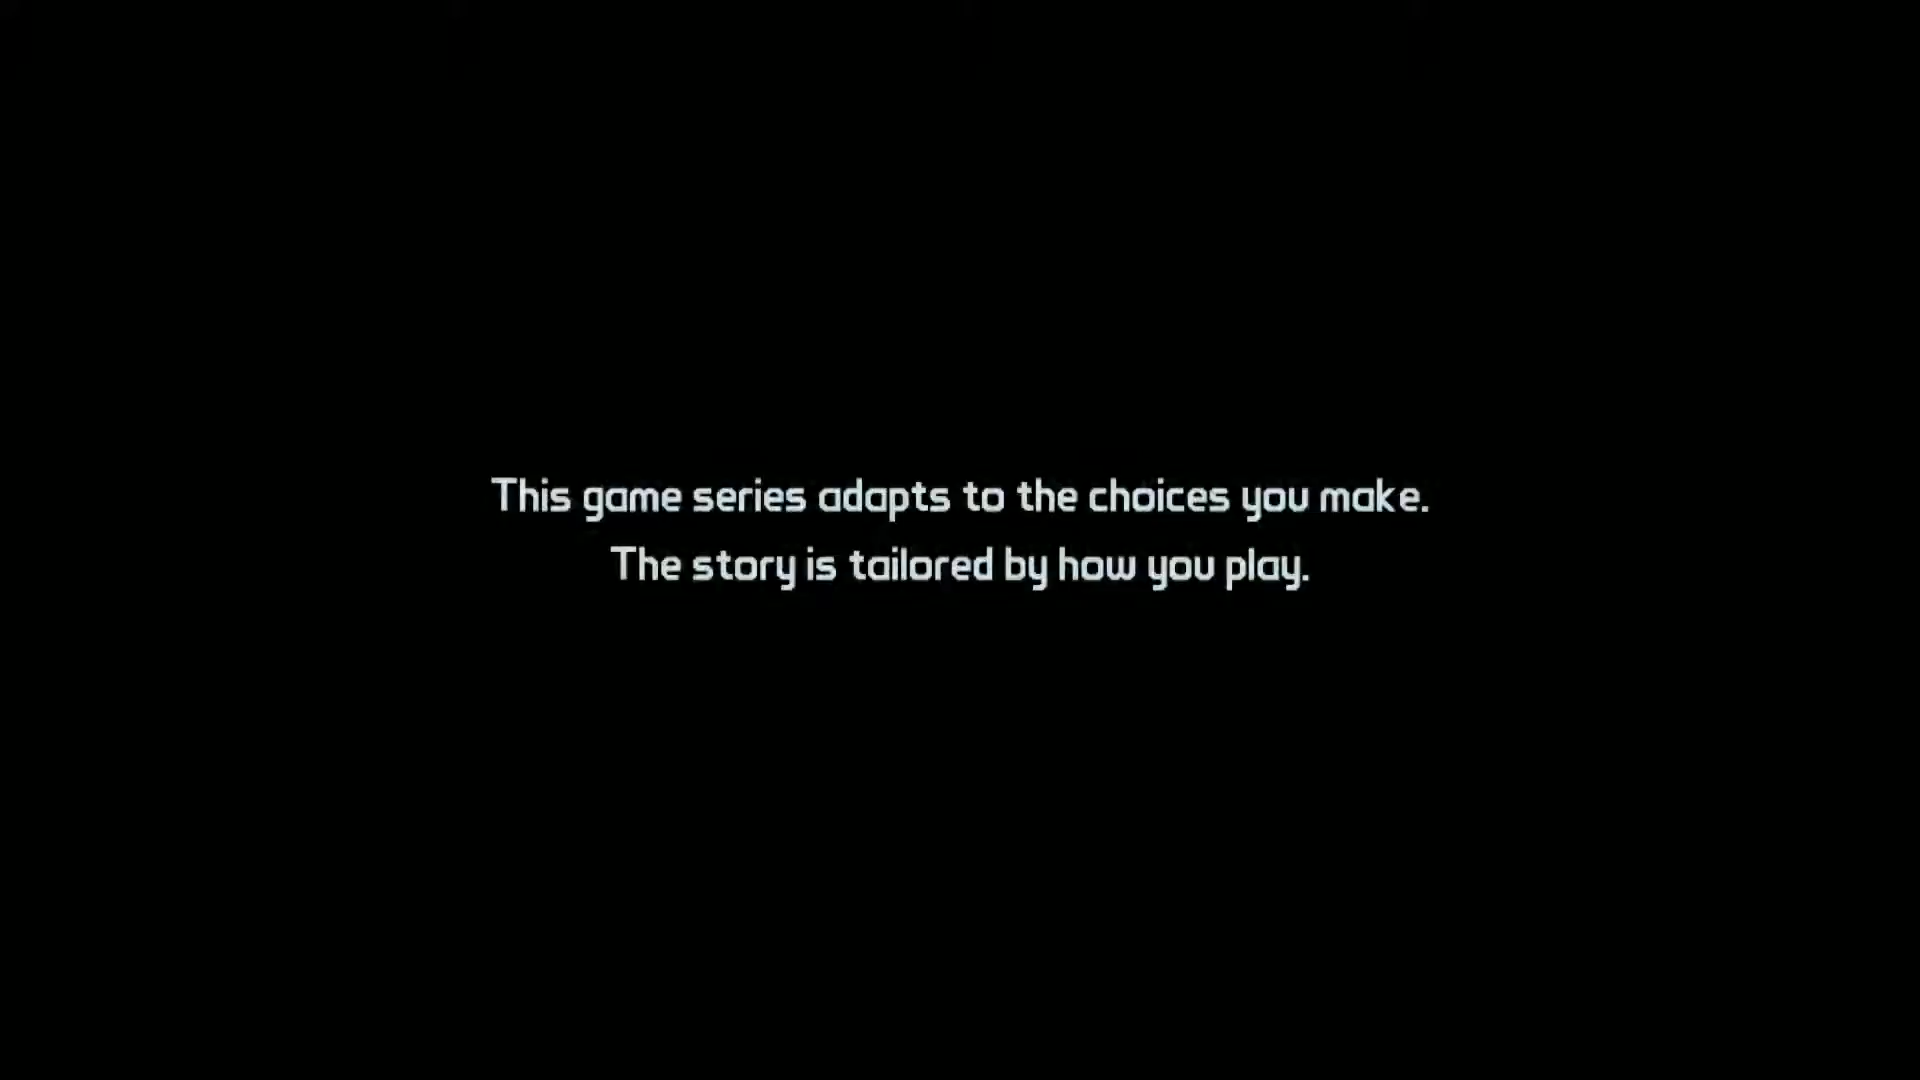 This game series adapts to the choices you make.
The story is tailored by how you play.